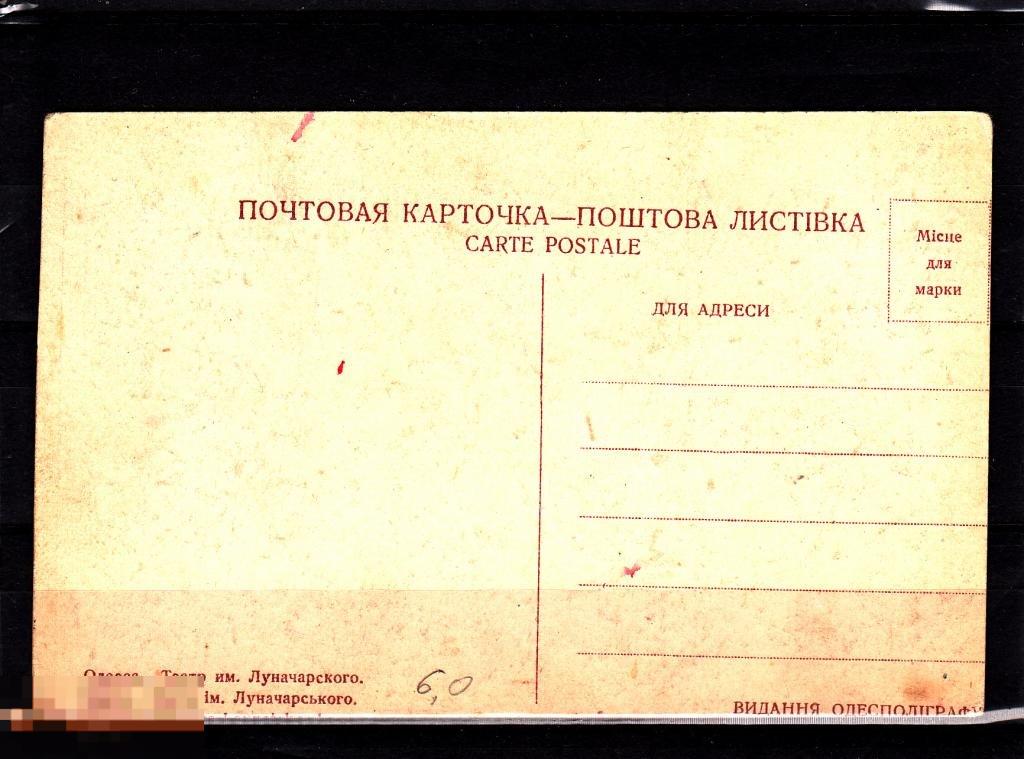 ПОЧТОВАЯ КАРТОЧКА—ПОШТОВА ЛИСТІВКА
CARTE POSTALE
Місце
для
марки
ДЛЯ АДРЕСИ
Одесса. Театр им. Луначарского.
ім. Луначарського.
6,0
ВИДАННЯ ОДЕСПОЛІГРАФ